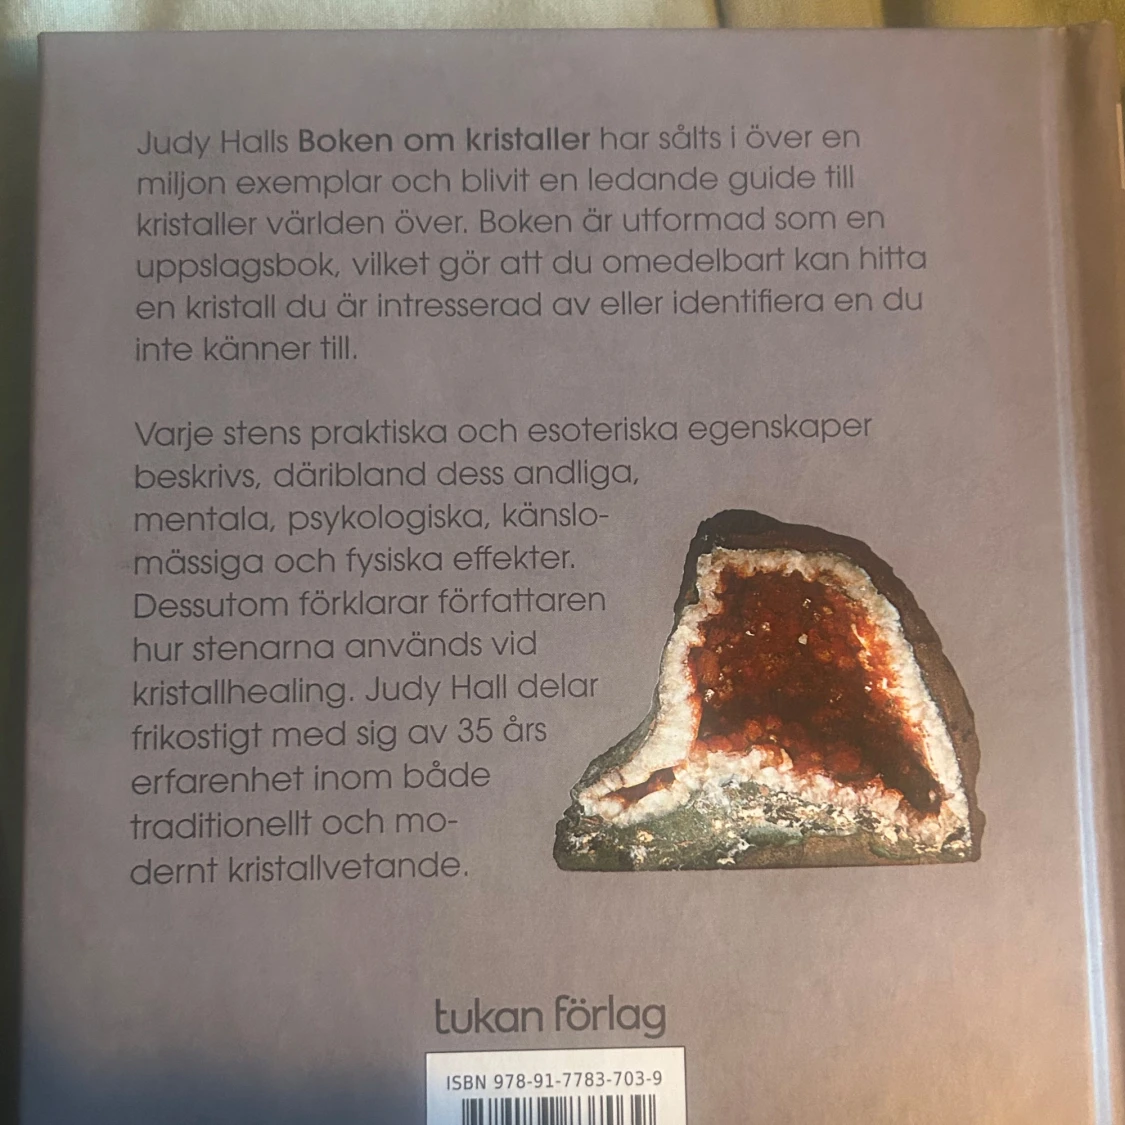 Judy Halls Boken om kristaller har sålts i över en
miljon exemplar och blivit en ledande guide till
kristaller världen över. Boken är utformad som en
uppslagsbok, vilket gör att du omedelbart kan hitta
en kristall du är intresserad av eller identifiera en du
inte känner till.
Varje stens praktiska och esoteriska egenskaper
beskrivs, däribland dess andliga,
mentala, psykologiska, känslo-
mässiga och fysiska effekter.
Dessutom förklarar författaren
hur stenarna används vid
kristallhealing. Judy Hall delar
frikostigt med sig av 35 års
erfarenhet inom både
traditionellt och mo-
dernt kristallvetande.
tukan förlag
ISBN 978-91-7783-703-9